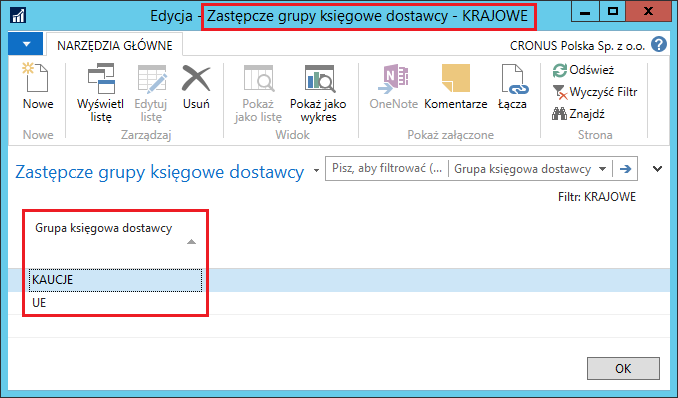 Edycja - Zastępcze grupy księgowe dostawcy - KRAJOWE
NARZĘDZIA GŁÓWNE
CRONUS Polska Sp. z o.o.
Nowe
Wyświetl listę
Edytuj listę
Usuń
Pokaż jako listę
Pokaż jako wykres
OneNote
Komentarze
Łącza
Odśwież
Wyczyść Filtr
Znajdź
Nowe
Zarządzaj
Widok
Pokaż załączone
Strona
Zastępcze grupy księgowe dostawcy
Pisz, aby filtrować (...
Grupa księgowa dostawcy
Filtr: KRAJOWE
Grupa księgowa dostawcy
KAUCJE
UE
OK